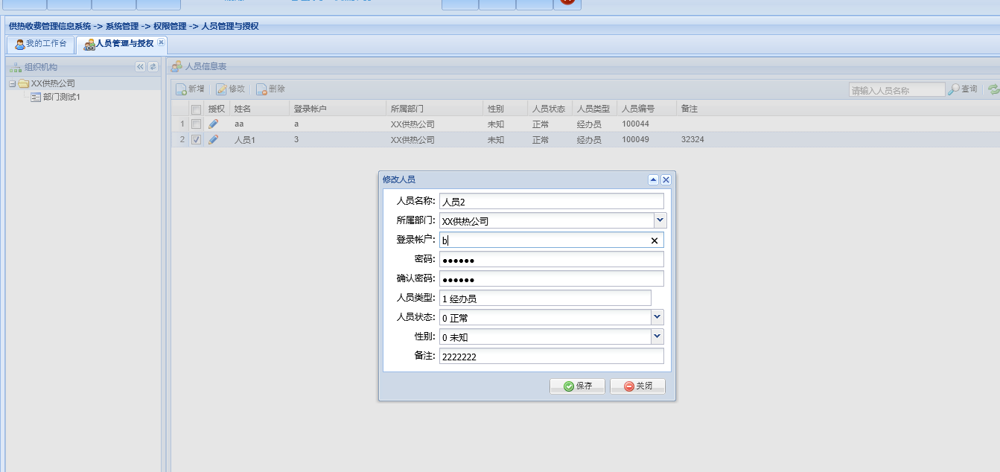 供热收费管理信息系统 -> 系统管理 -> 权限管理 -> 人员管理与授权
我的工作台 人员管理与授权
组织机构
XX供热公司
部门测试1
人员信息表
新增 修改 删除 请输入人员名称 查询
授权 姓名 登录帐户 所属部门 性别 人员状态 人员类型 人员编号 备注
1 aa a XX供热公司 未知 正常 经办员 100044
2 人员1 3 XX供热公司 未知 正常 经办员 100049 32324
修改人员
人员名称: 人员2
所属部门: XX供热公司
登录帐户: b
密码: ●●●●●●
确认密码: ●●●●●●
人员类型: 1 经办员
人员状态: 0 正常
性别: 0 未知
备注: 2222222
保存 关闭